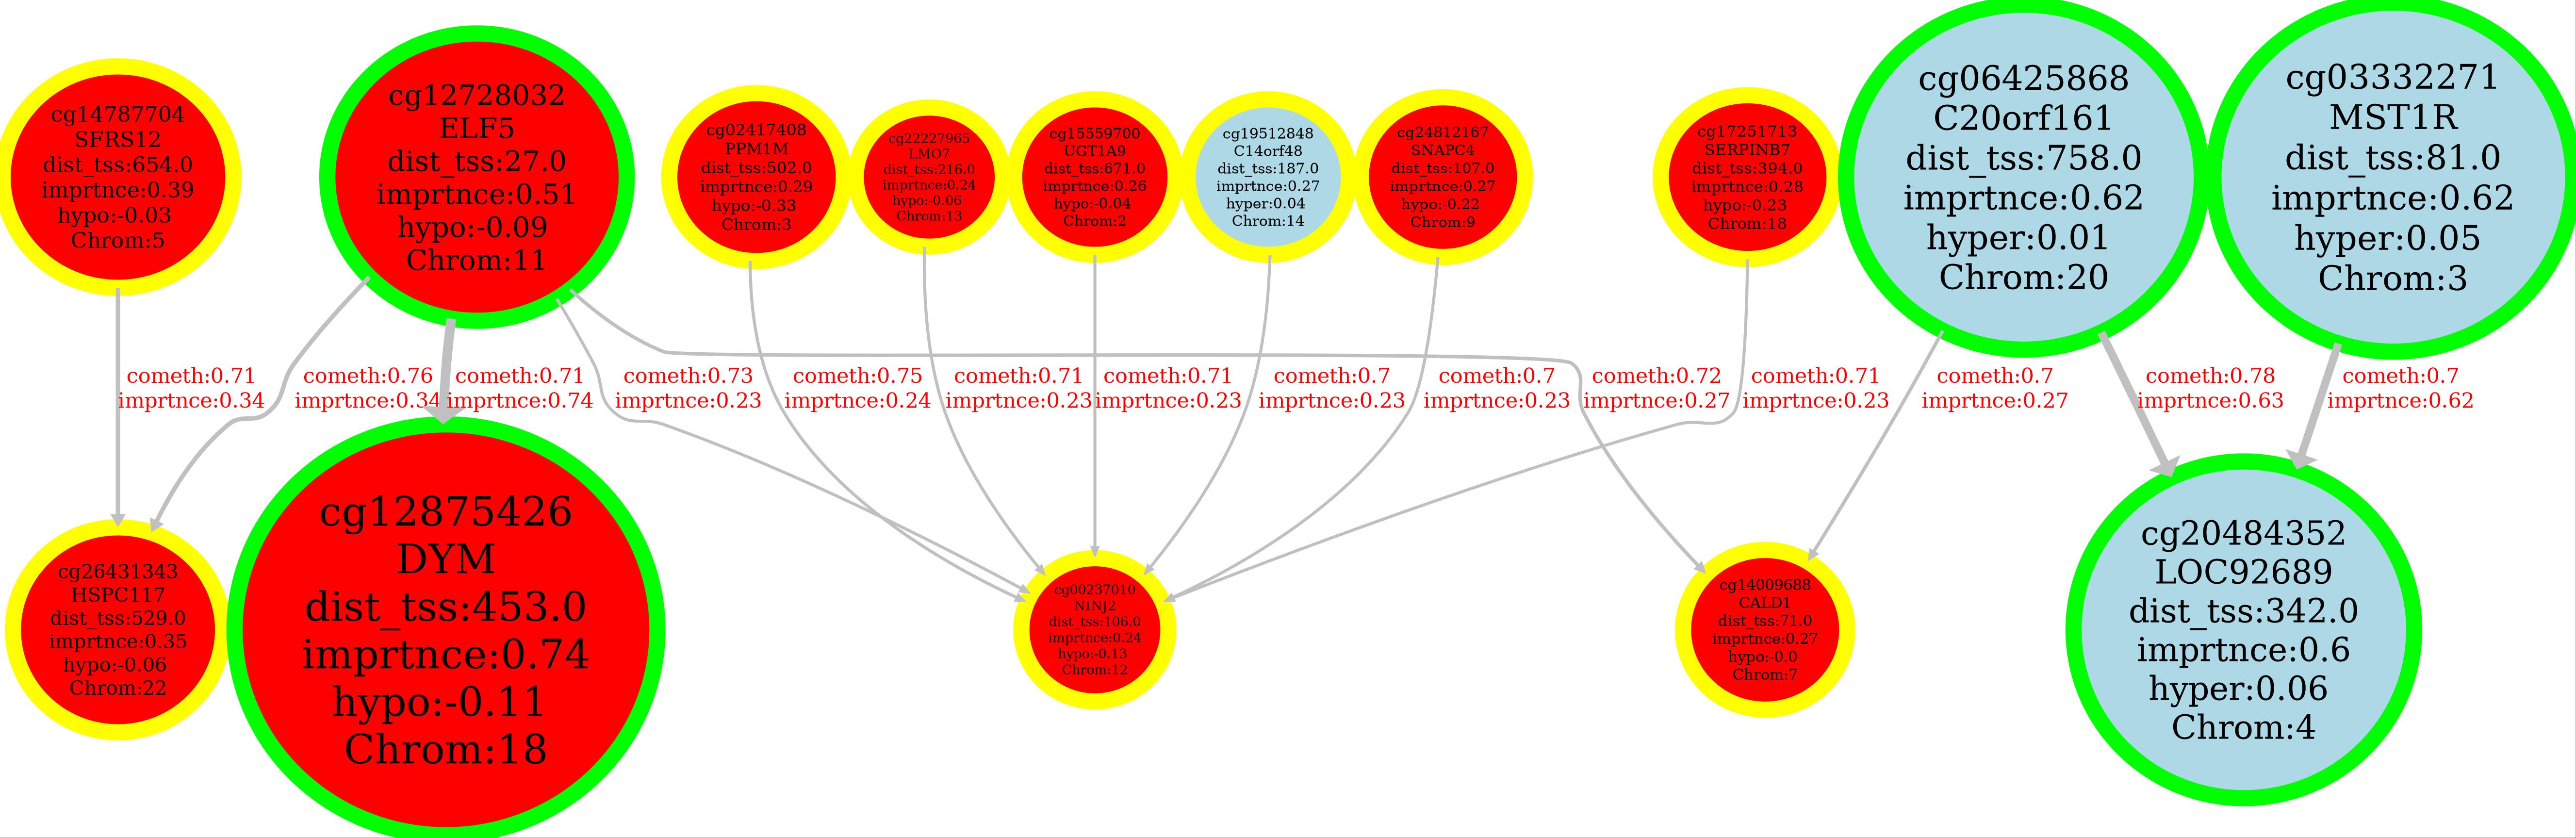 cg14787704
SFRS12
dist_tss:654.0
imprtnce:0.39
hypo:-0.03
Chrom:5
cg12728032
ELF5
dist_tss:27.0
imprtnce:0.51
hypo:-0.09
Chrom:11
cg02417408
PPM1M
dist_tss:502.0
imprtnce:0.29
hypo:-0.33
Chrom:3
cg22227965
LMO7
dist_tss:216.0
imprtnce:0.24
hypo:-0.06
Chrom:13
cg15559700
UGT1A9
dist_tss:671.0
imprtnce:0.26
hypo:-0.04
Chrom:2
cg19512848
C14orf48
dist_tss:187.0
imprtnce:0.27
hyper:0.04
Chrom:14
cg24812167
SNAPC4
dist_tss:107.0
imprtnce:0.27
hypo:-0.22
Chrom:9
cg17251713
SERPINB7
dist_tss:394.0
imprtnce:0.28
hypo:-0.23
Chrom:18
cg06425868
C20orf161
dist_tss:758.0
imprtnce:0.62
hyper:0.01
Chrom:20
cg03332271
MST1R
dist_tss:81.0
imprtnce:0.62
hyper:0.05
Chrom:3
cometh:0.71
imprtnce:0.34
cometh:0.76
imprtnce:0.34
cometh:0.71
imprtnce:0.74
cometh:0.73
imprtnce:0.23
cometh:0.75
imprtnce:0.24
cometh:0.71
imprtnce:0.23
cometh:0.71
imprtnce:0.23
cometh:0.7
imprtnce:0.23
cometh:0.7
imprtnce:0.23
cometh:0.72
imprtnce:0.27
cometh:0.71
imprtnce:0.23
cometh:0.7
imprtnce:0.27
cometh:0.78
imprtnce:0.63
cometh:0.7
imprtnce:0.62
cg26431343
HSPC117
dist_tss:529.0
imprtnce:0.35
hypo:-0.06
Chrom:22
cg12875426
DYM
dist_tss:453.0
imprtnce:0.74
hypo:-0.11
Chrom:18
cg00237010
NINJ2
dist_tss:106.0
imprtnce:0.24
hypo:-0.13
Chrom:12
cg14009688
CALD1
dist_tss:71.0
imprtnce:0.27
hypo:-0.0
Chrom:7
cg20484352
LOC92689
dist_tss:342.0
imprtnce:0.6
hyper:0.06
Chrom:4